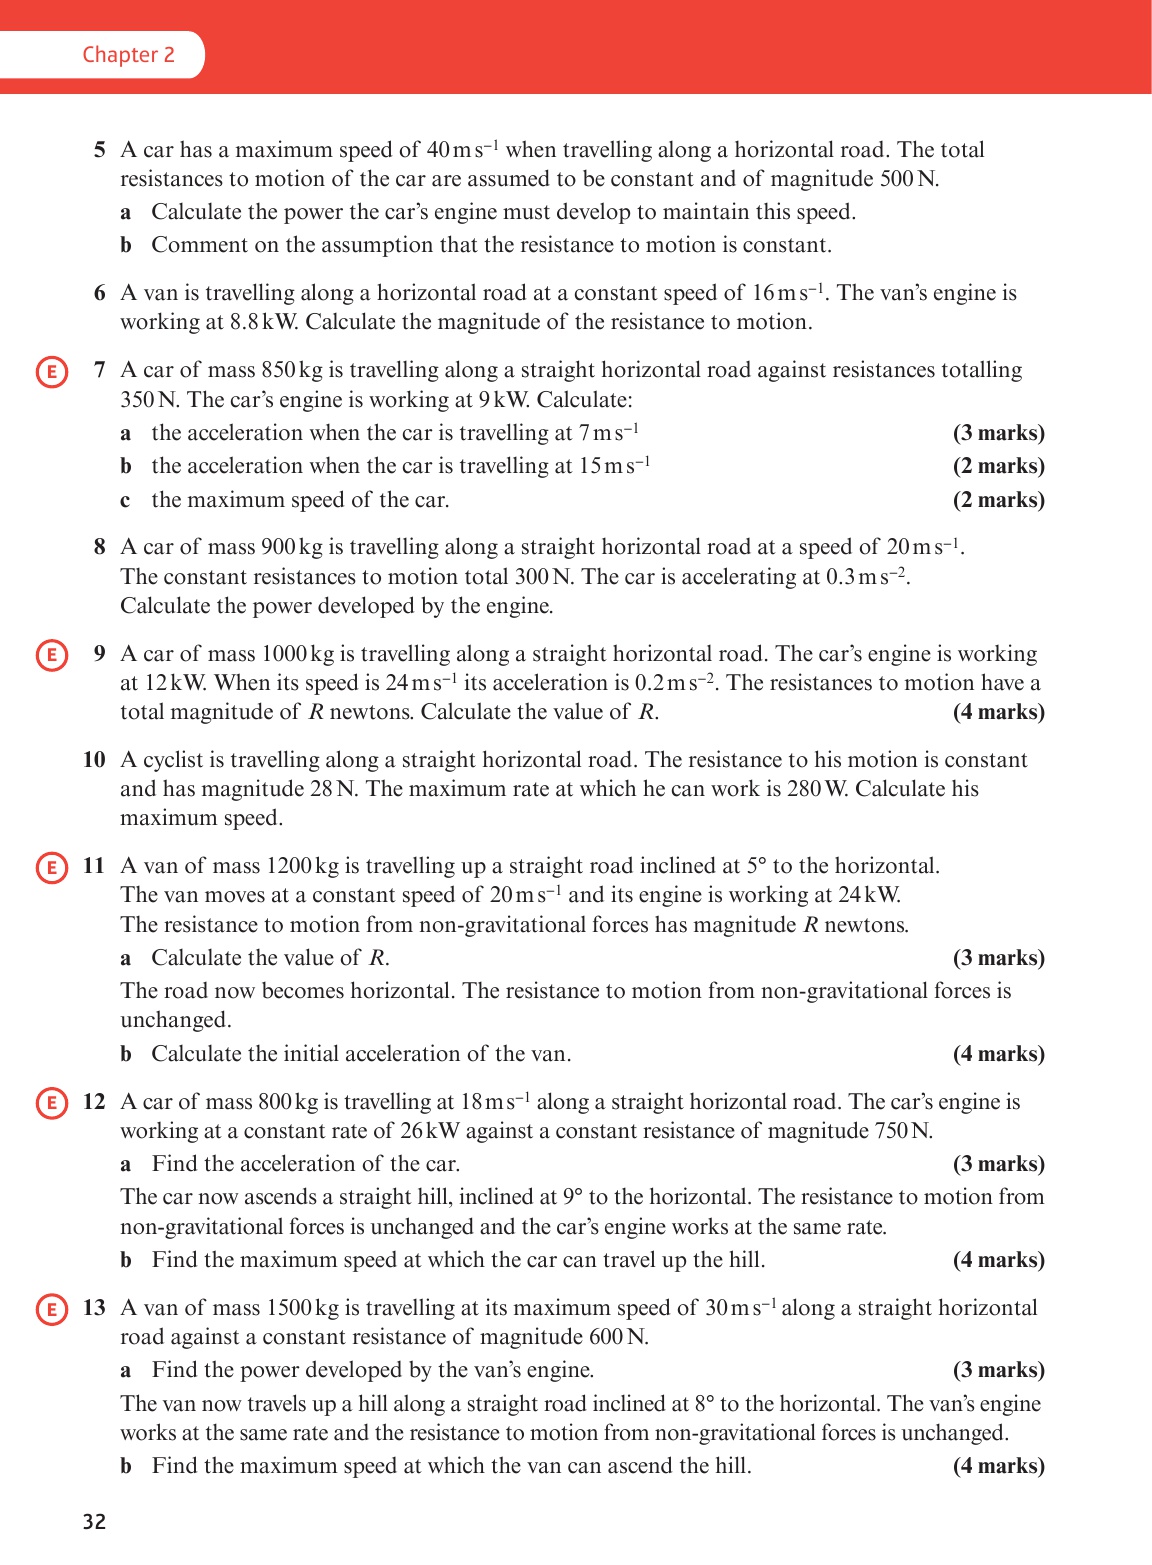 Chapter 2
5 A car has a maximum speed of 40 m s⁻¹ when travelling along a horizontal road. The total
resistances to motion of the car are assumed to be constant and of magnitude 500 N.
a Calculate the power the car’s engine must develop to maintain this speed.
b Comment on the assumption that the resistance to motion is constant.
6 A van is travelling along a horizontal road at a constant speed of 16 m s⁻¹. The van’s engine is
working at 8.8 kW. Calculate the magnitude of the resistance to motion.
E 7 A car of mass 850 kg is travelling along a straight horizontal road against resistances totalling
350 N. The car’s engine is working at 9 kW. Calculate:
a the acceleration when the car is travelling at 7 m s⁻¹ (3 marks)
b the acceleration when the car is travelling at 15 m s⁻¹ (2 marks)
c the maximum speed of the car. (2 marks)
8 A car of mass 900 kg is travelling along a straight horizontal road at a speed of 20 m s⁻¹.
The constant resistances to motion total 300 N. The car is accelerating at 0.3 m s⁻².
Calculate the power developed by the engine.
E 9 A car of mass 1000 kg is travelling along a straight horizontal road. The car’s engine is working
at 12 kW. When its speed is 24 m s⁻¹ its acceleration is 0.2 m s⁻². The resistances to motion have a
total magnitude of R newtons. Calculate the value of R. (4 marks)
10 A cyclist is travelling along a straight horizontal road. The resistance to his motion is constant
and has magnitude 28 N. The maximum rate at which he can work is 280 W. Calculate his
maximum speed.
E 11 A van of mass 1200 kg is travelling up a straight road inclined at 5° to the horizontal.
The van moves at a constant speed of 20 m s⁻¹ and its engine is working at 24 kW.
The resistance to motion from non-gravitational forces has magnitude R newtons.
a Calculate the value of R. (3 marks)
The road now becomes horizontal. The resistance to motion from non-gravitational forces is
unchanged.
b Calculate the initial acceleration of the van. (4 marks)
E 12 A car of mass 800 kg is travelling at 18 m s⁻¹ along a straight horizontal road. The car’s engine is
working at a constant rate of 26 kW against a constant resistance of magnitude 750 N.
a Find the acceleration of the car. (3 marks)
The car now ascends a straight hill, inclined at 9° to the horizontal. The resistance to motion from
non-gravitational forces is unchanged and the car’s engine works at the same rate.
b Find the maximum speed at which the car can travel up the hill. (4 marks)
E 13 A van of mass 1500 kg is travelling at its maximum speed of 30 m s⁻¹ along a straight horizontal
road against a constant resistance of magnitude 600 N.
a Find the power developed by the van’s engine. (3 marks)
The van now travels up a hill along a straight road inclined at 8° to the horizontal. The van’s engine
works at the same rate and the resistance to motion from non-gravitational forces is unchanged.
b Find the maximum speed at which the van can ascend the hill. (4 marks)
32